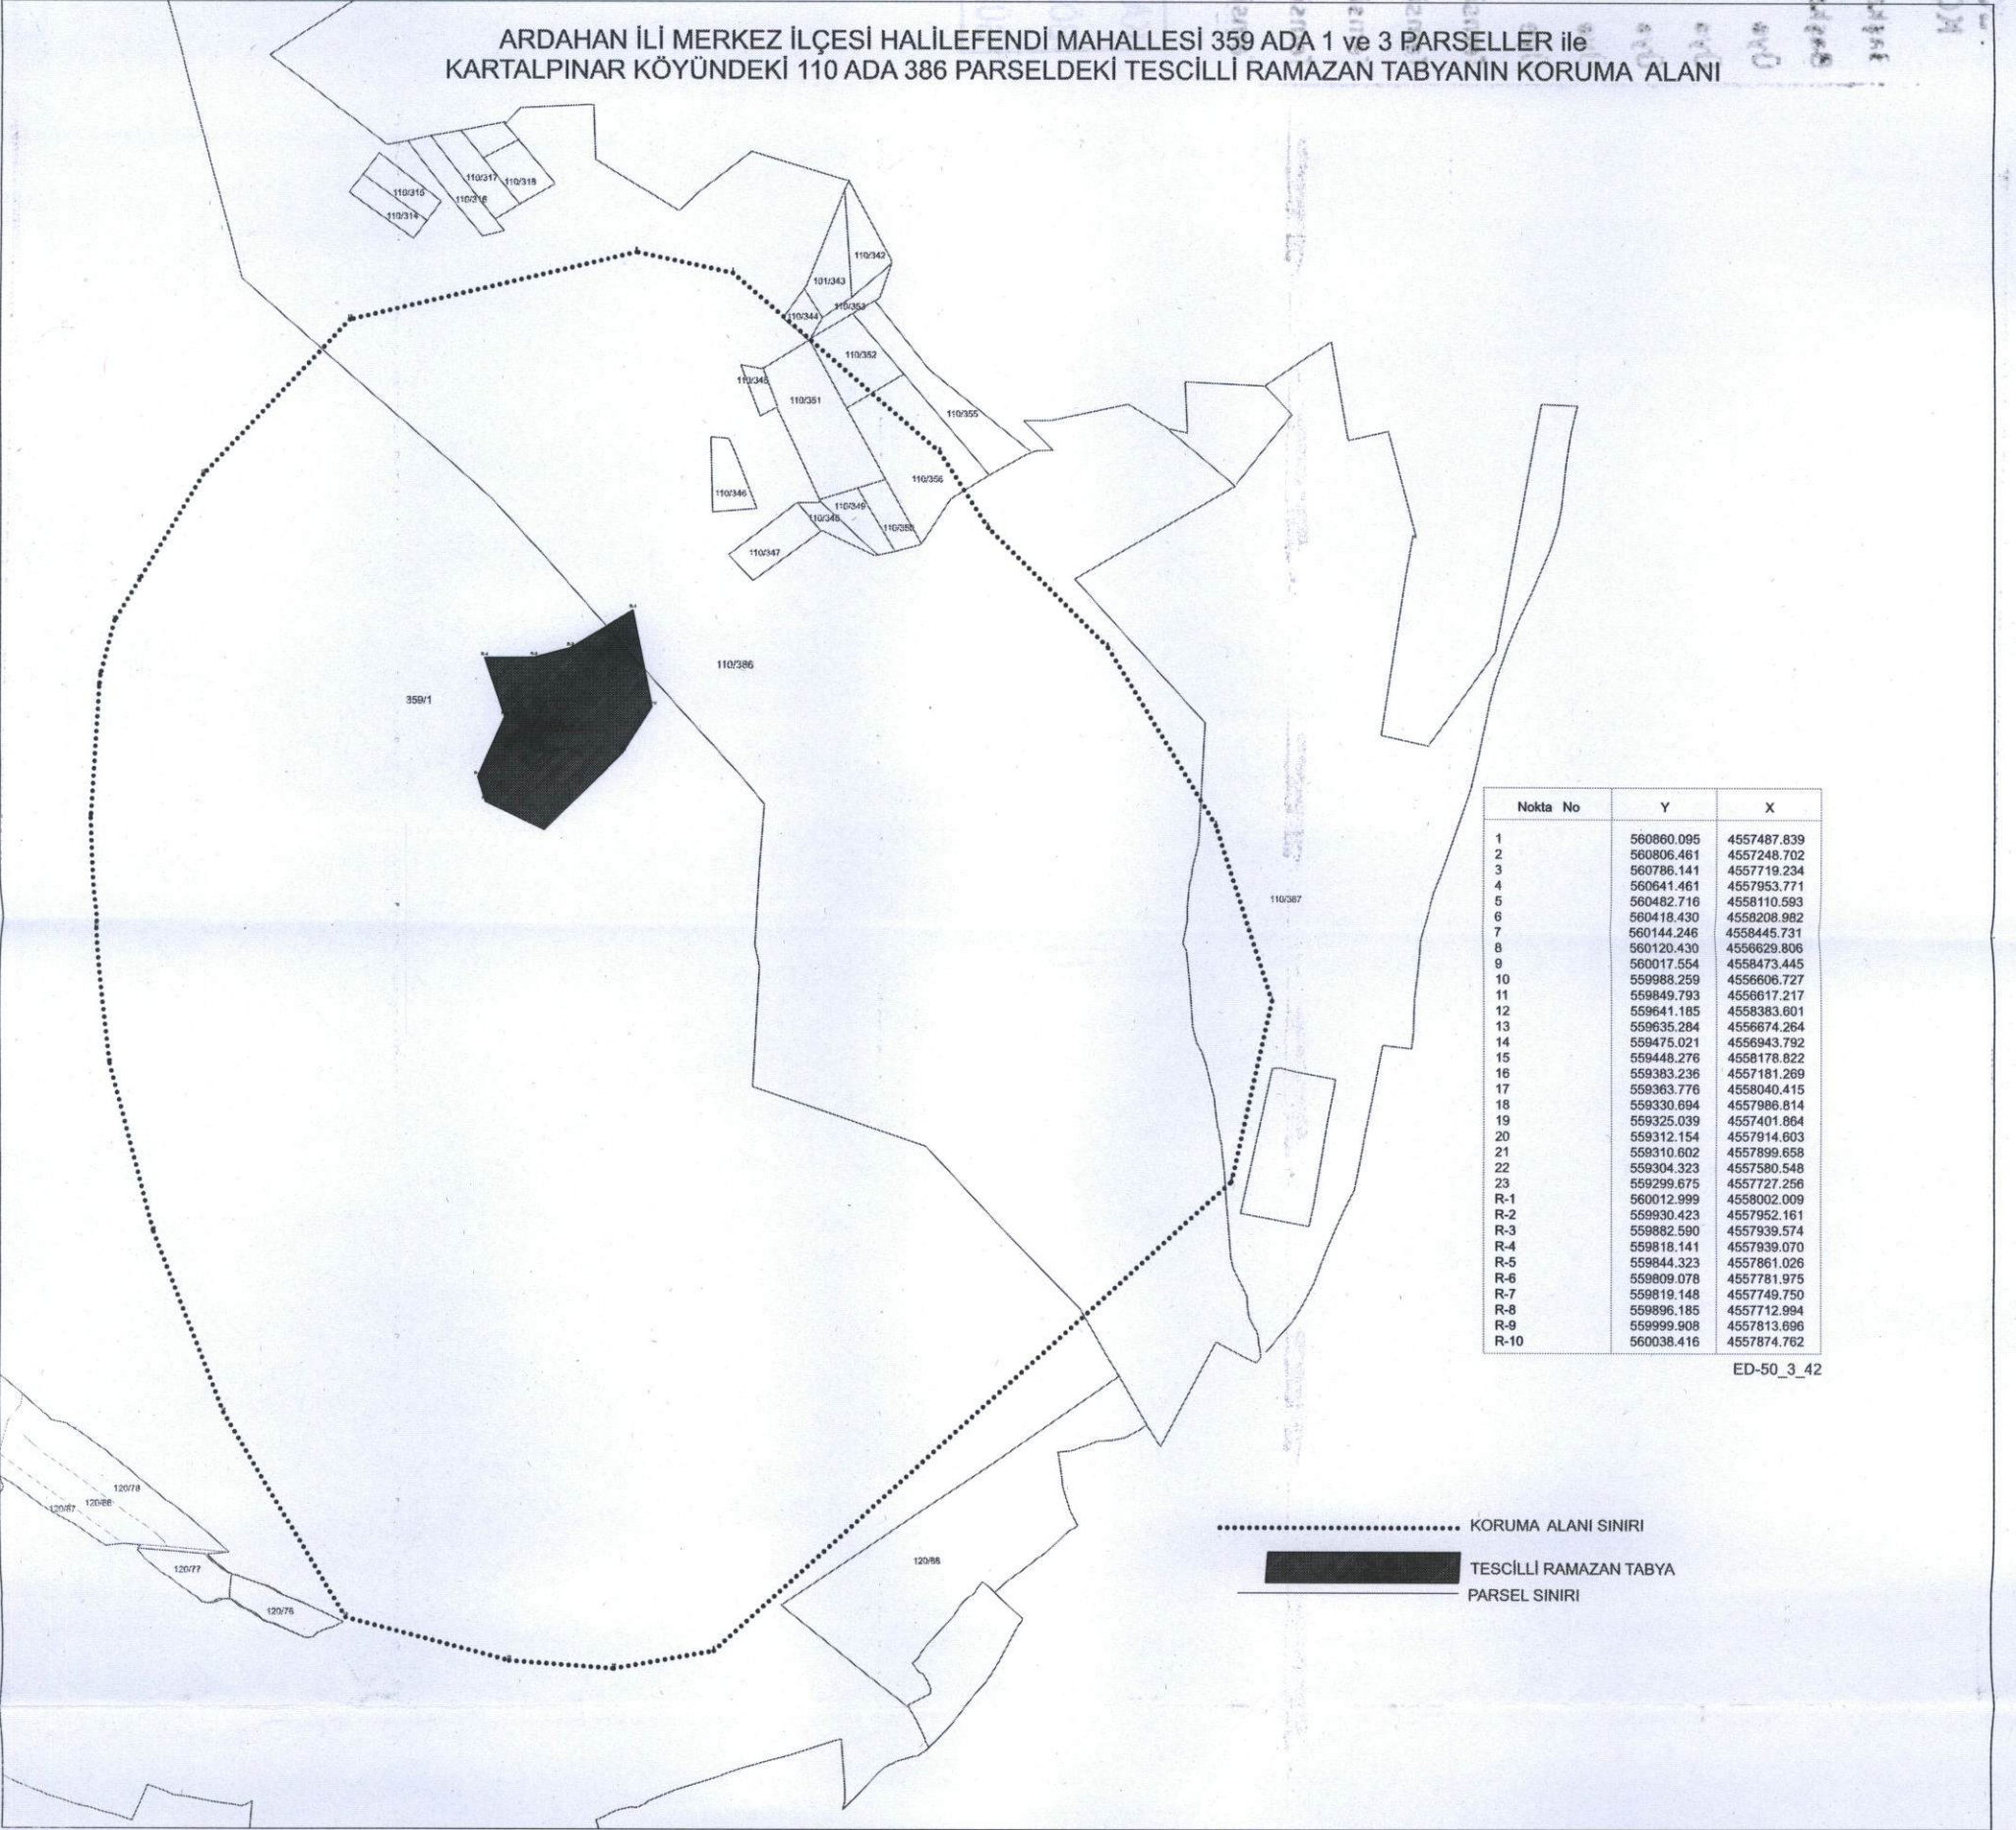 ARDAHAN İLİ MERKEZ İLÇESİ HALİLEFENDİ MAHALLESİ 359 ADA 1 ve 3 PARSELLER ile
KARTALPINAR KÖYÜNDEKİ 110 ADA 386 PARSELDEKİ TESCİLLİ RAMAZAN TABYANIN KORUMA ALANI
110/317
110/318
110/315
110/316
110/314
110/342
101/343
110/353
110/344
110/352
110/351
110/355
110/356
110/346
110/349
110/350
110/347
110/386
359/1
110/387
Nokta No Y X
1 560860.095 4557487.839
2 560806.461 4557248.702
3 560786.141 4557719.234
4 560641.461 4557953.771
5 560482.716 4558110.593
6 560418.430 4558208.982
7 560144.246 4558445.731
8 560120.430 4556629.806
9 560017.554 4558473.445
10 559988.259 4556606.727
11 559849.793 4556617.217
12 559641.185 4558383.601
13 559635.284 4556674.264
14 559475.021 4556943.792
15 559448.276 4558178.822
16 559383.236 4557181.269
17 559363.776 4558040.415
18 559330.694 4557986.814
19 559325.039 4557401.864
20 559312.154 4557914.603
21 559310.602 4557899.658
22 559304.323 4557580.548
23 559299.675 4557727.256
R-1 560012.999 4558002.009
R-2 559930.423 4557952.161
R-3 559882.590 4557939.574
R-4 559818.141 4557939.070
R-5 559844.323 4557861.026
R-6 559809.078 4557781.975
R-7 559819.148 4557749.750
R-8 559896.185 4557712.994
R-9 559999.908 4557813.696
R-10 560038.416 4557874.762
ED-50_3_42
120/78
120/87
120/77
120/76
120/88
KORUMA ALANI SINIRI
TESCİLLİ RAMAZAN TABYA
PARSEL SINIRI